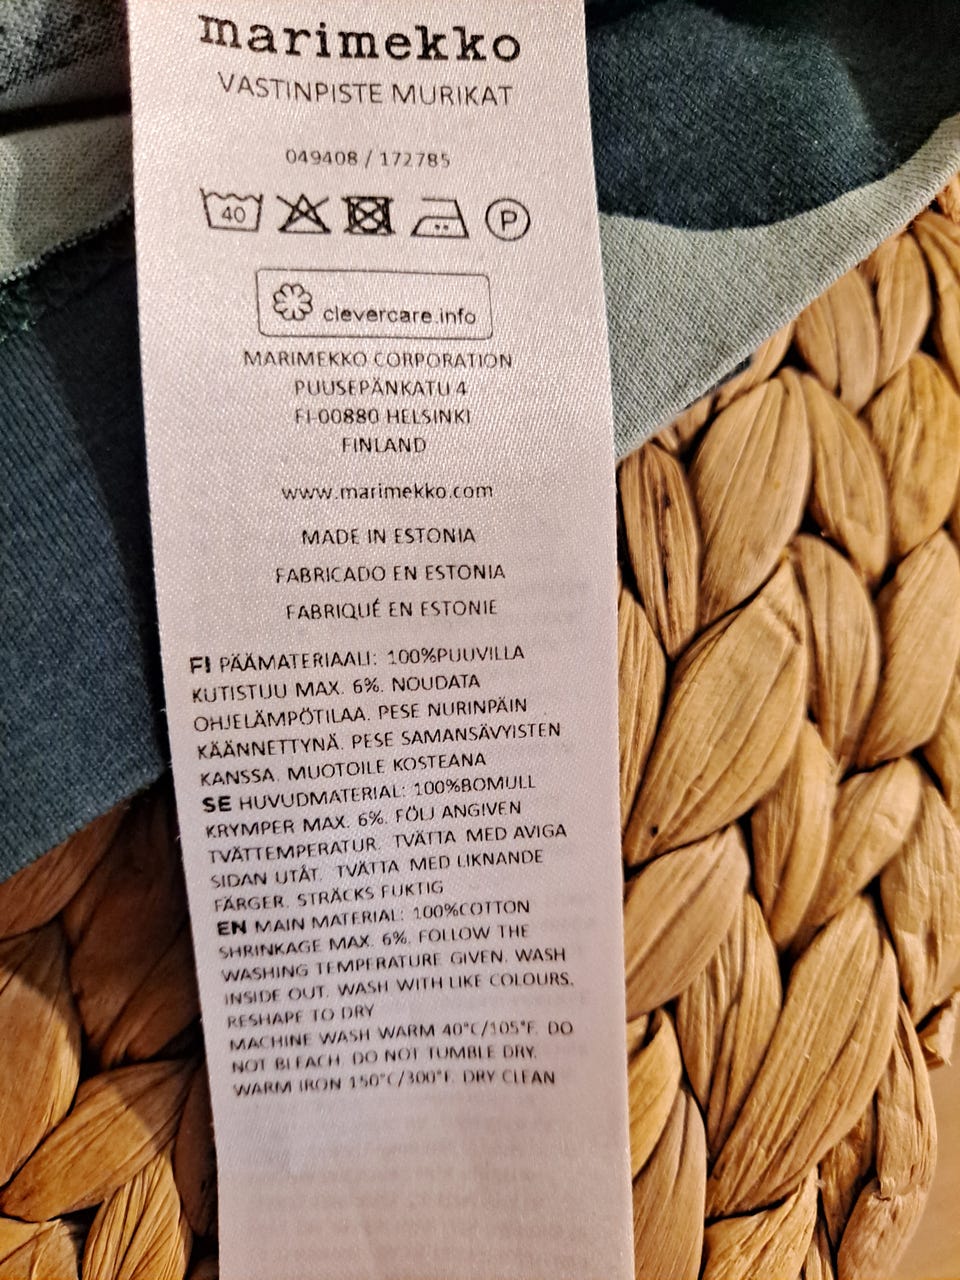 marimekko
VASTINPISTE MURIKAT
049408 / 172785
40 P
clevercare.info
MARIMEKKO CORPORATION
PUUSEPÄNKATU 4
FI-00880 HELSINKI
FINLAND
www.marimekko.com
MADE IN ESTONIA
FABRICADO EN ESTONIA
FABRIQUÉ EN ESTONIE
FI PÄÄMATERIAALI: 100%PUUVILLA
KUTISTUU MAX. 6%. NOUDATA
OHJELÄMPÖTILAA. PESE NURINPÄIN
KÄÄNNETTYNÄ. PESE SAMANSÄVYISTEN
KANSSA. MUOTOILE KOSTEANA
SE HUVUDMATERIAL: 100%BOMULL
KRYMPER MAX. 6%. FÖLJ ANGIVEN
TVÄTTEMPERATUR. TVÄTTA MED AVIGA
SIDAN UTÅT. TVÄTTA MED LIKNANDE
FÄRGER. STRÄCKS FUKTIG
EN MAIN MATERIAL: 100%COTTON
SHRINKAGE MAX. 6%. FOLLOW THE
WASHING TEMPERATURE GIVEN. WASH
INSIDE OUT. WASH WITH LIKE COLOURS.
RESHAPE TO DRY
MACHINE WASH WARM 40°C/105°F. DO
NOT BLEACH. DO NOT TUMBLE DRY.
WARM IRON 150°C/300°F. DRY CLEAN